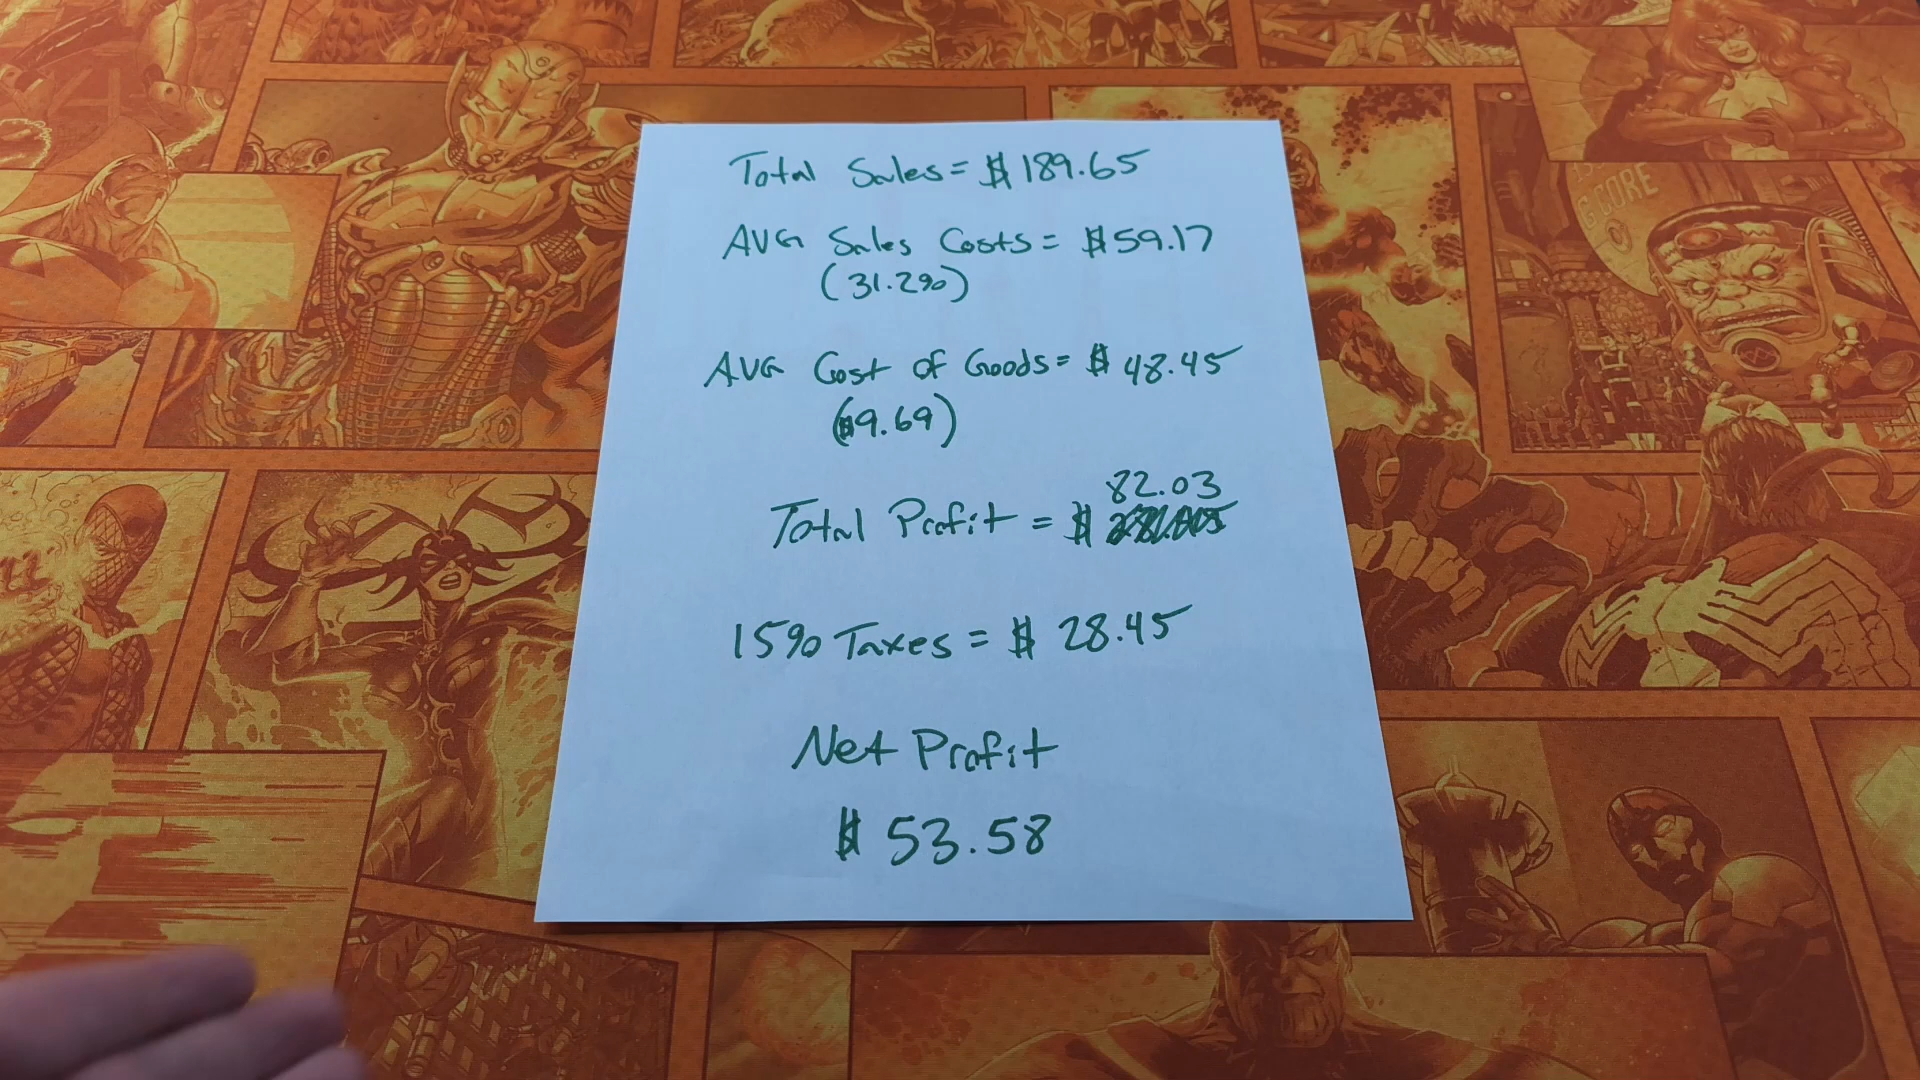 Total Sales = $189.65
AVG Sales Costs = $59.17
(31.2%)
AVG Cost of Goods = $48.45
($9.69)
82.03
Total Profit = $
15% Taxes = $28.45
Net Profit
$53.58
G CORE